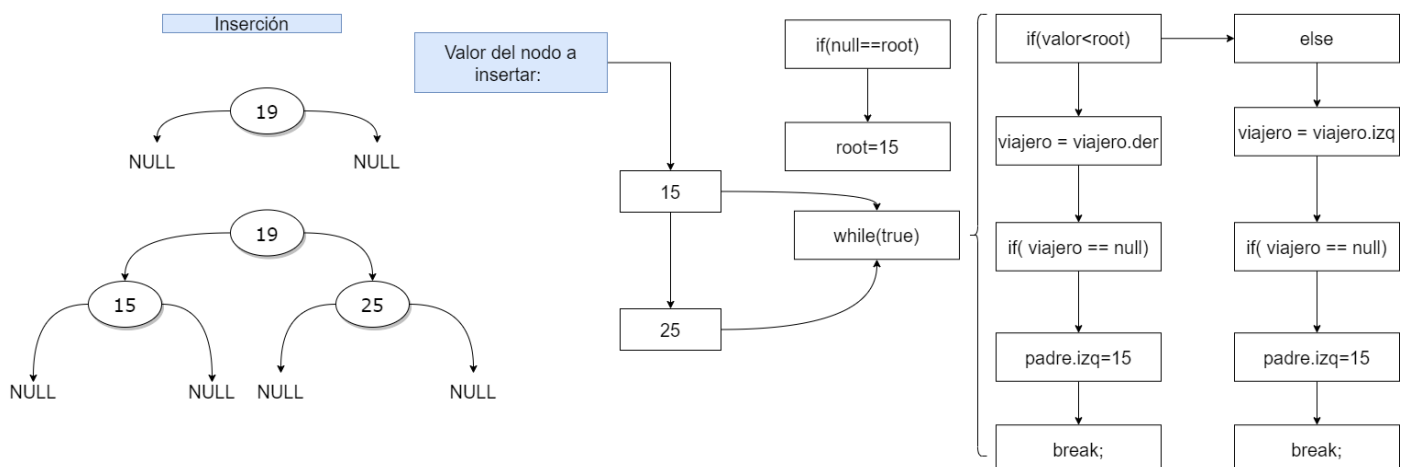 Inserción
19
NULL
NULL
19
15
25
NULL
NULL
NULL
NULL
Valor del nodo a
insertar:
15
25
if(null==root)
root=15
while(true)
if(valor<root)
viajero = viajero.der
if( viajero == null)
padre.izq=15
break;
else
viajero = viajero.izq
if( viajero == null)
padre.izq=15
break;